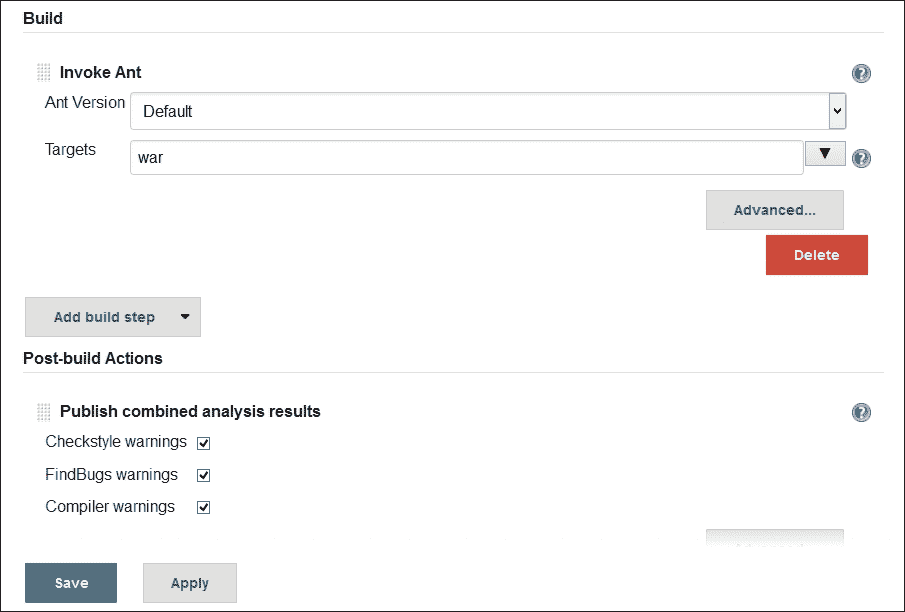 Build
Invoke Ant
Ant Version Default
Targets war
Advanced...
Delete
Add build step
Post-build Actions
Publish combined analysis results
Checkstyle warnings
FindBugs warnings
Compiler warnings
Save Apply